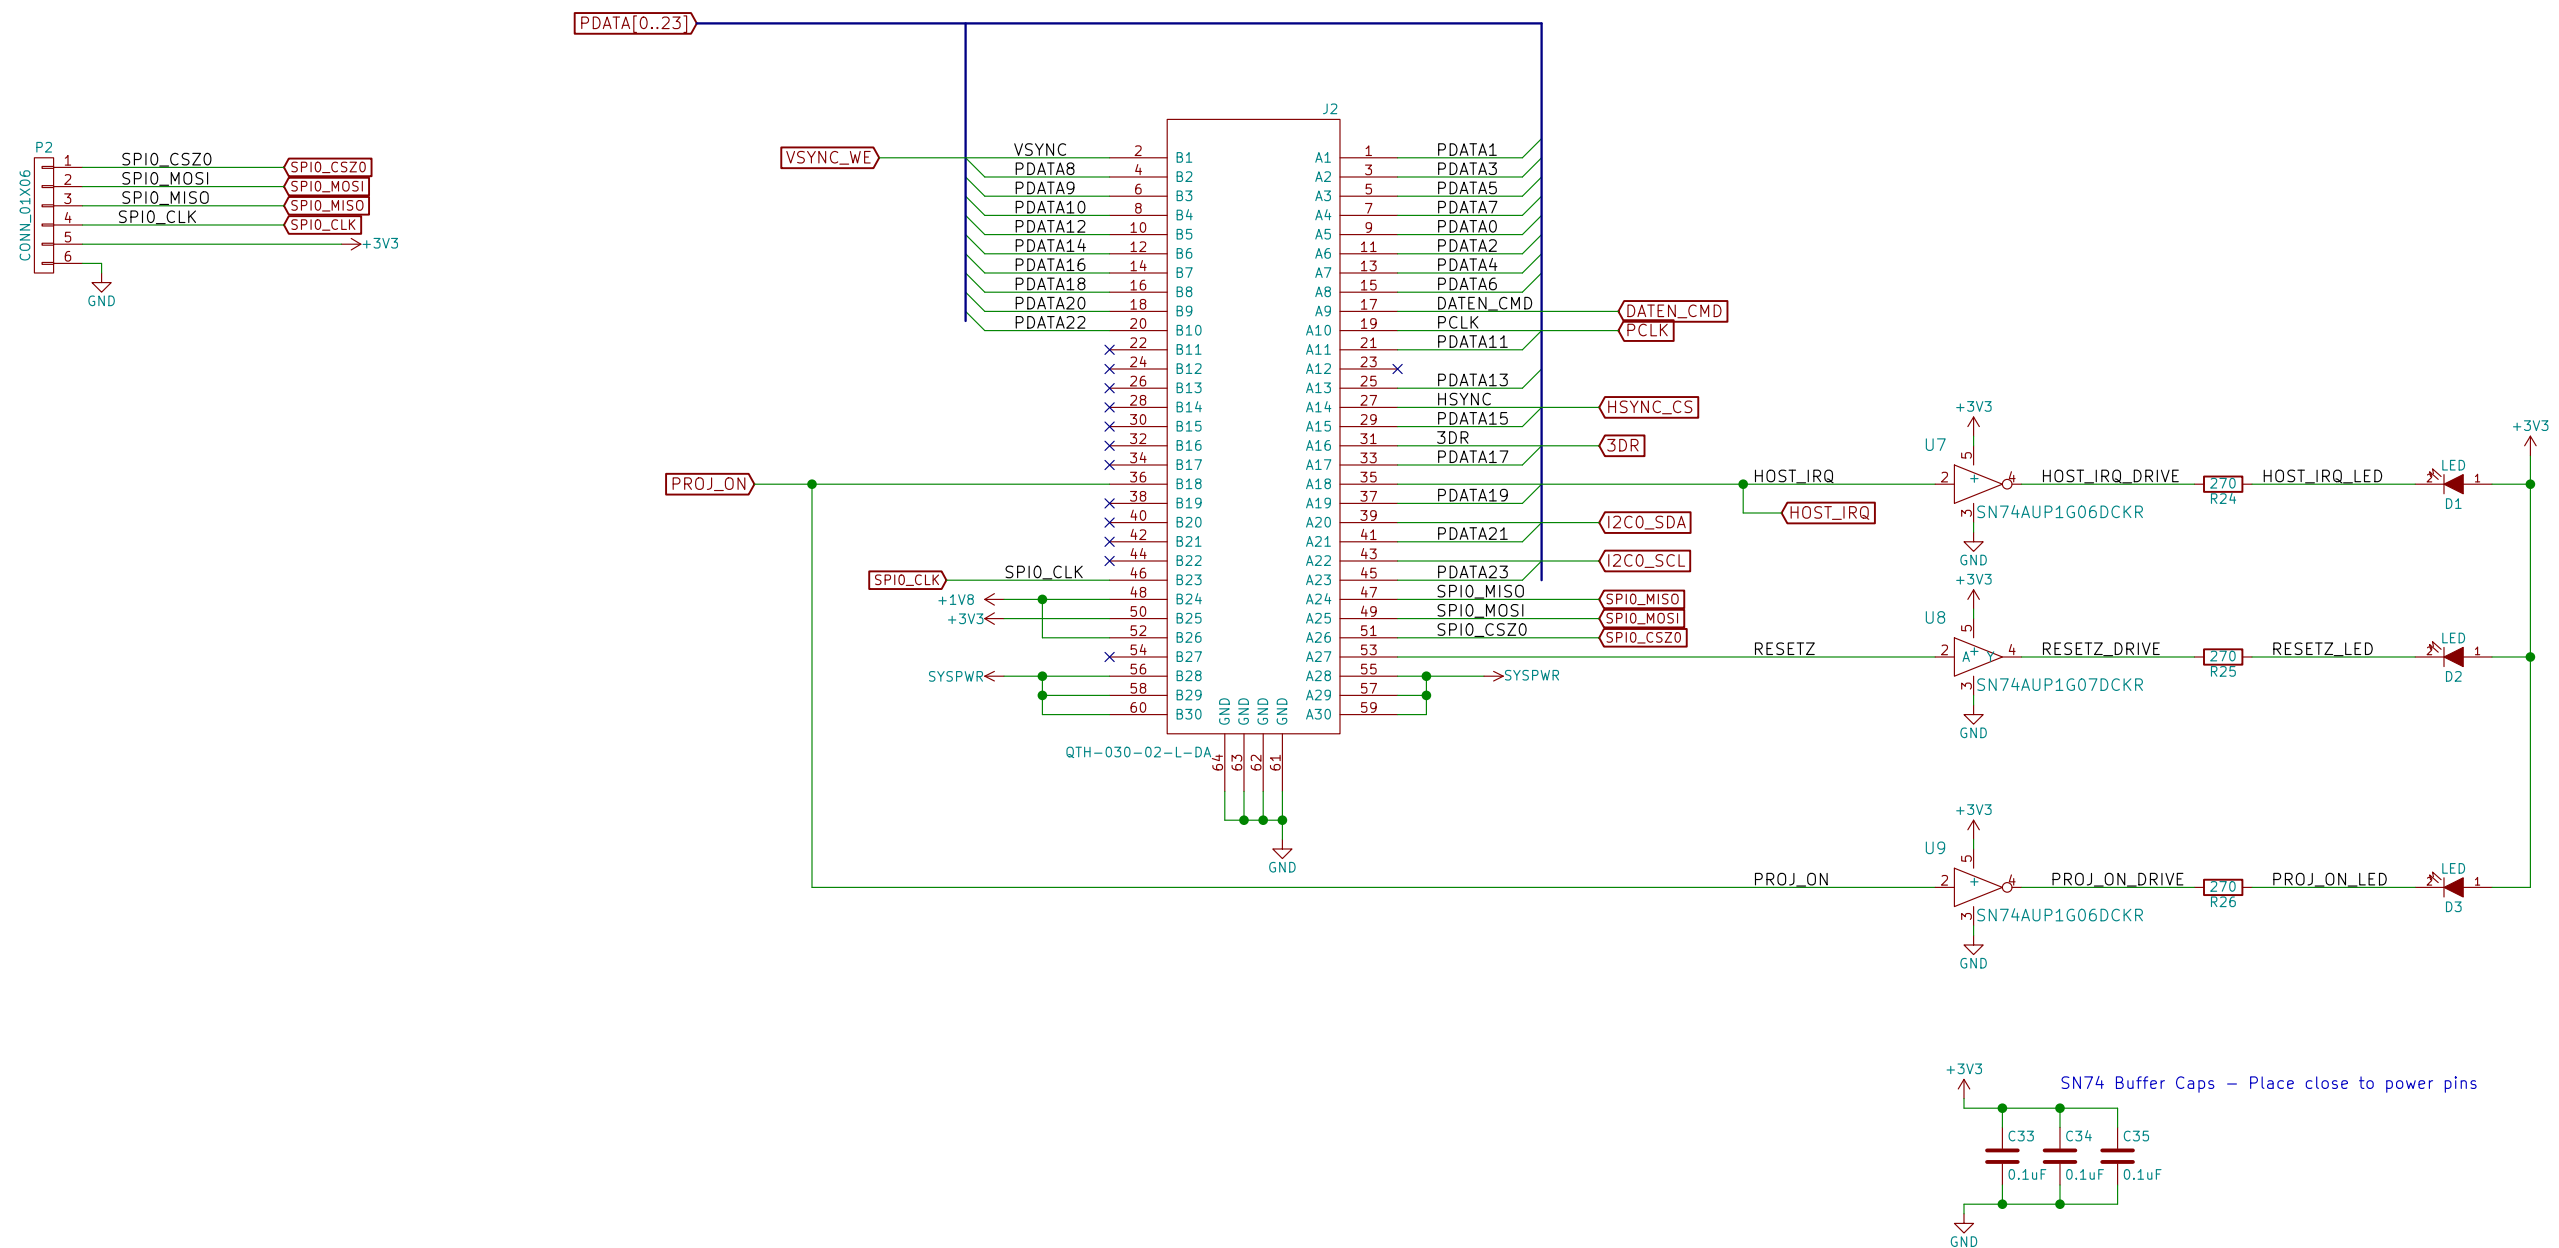 PDATA[0..23]
P2
CONN_01X06
1 SPI0_CSZ0 SPI0_CSZ0
2 SPI0_MOSI SPI0_MOSI
3 SPI0_MISO SPI0_MISO
4 SPI0_CLK SPI0_CLK
5 +3V3
6
GND
J2
VSYNC_WE VSYNC 2 B1 A1 1 PDATA1
PDATA8 4 B2 A2 3 PDATA3
PDATA9 6 B3 A3 5 PDATA5
PDATA10 8 B4 A4 7 PDATA7
PDATA12 10 B5 A5 9 PDATA0
PDATA14 12 B6 A6 11 PDATA2
PDATA16 14 B7 A7 13 PDATA4
PDATA18 16 B8 A8 15 PDATA6
PDATA20 18 B9 A9 17 DATEN_CMD DATEN_CMD
PDATA22 20 B10 A10 19 PCLK PCLK
22 B11 A11 21 PDATA11
24 B12 A12 23
26 B13 A13 25 PDATA13
28 B14 A14 27 HSYNC HSYNC_CS
30 B15 A15 29 PDATA15
32 B16 A16 31 3DR 3DR
34 B17 A17 33 PDATA17
PROJ_ON 36 B18 A18 35 HOST_IRQ
HOST_IRQ
38 B19 A19 37 PDATA19
40 B20 A20 39 I2C0_SDA
42 B21 A21 41 PDATA21
44 B22 A22 43 I2C0_SCL
SPI0_CLK SPI0_CLK 46 B23 A23 45 PDATA23
+1V8 48 B24 A24 47 SPI0_MISO SPI0_MISO
+3V3 50 B25 A25 49 SPI0_MOSI SPI0_MOSI
52 B26 A26 51 SPI0_CSZ0 SPI0_CSZ0
54 B27 A27 53 RESETZ
SYSPWR 56 B28 A28 55 SYSPWR
58 B29 A29 57
60 B30 A30 59
GND GND GND GND
QTH-030-02-L-DA
64 63 62 61
GND
+3V3
U7
5
2 + 4 HOST_IRQ_DRIVE 270 HOST_IRQ_LED 2 LED 1
R24
D1
3
SN74AUP1G06DCKR
GND
+3V3
+3V3
U8
5
2 A + Y 4 RESETZ_DRIVE 270 RESETZ_LED 2 LED 1
R25
D2
3
SN74AUP1G07DCKR
GND
+3V3
U9
5
PROJ_ON 2 + 4 PROJ_ON_DRIVE 270 PROJ_ON_LED 2 LED 1
R26
D3
3
SN74AUP1G06DCKR
GND
+3V3
SN74 Buffer Caps - Place close to power pins
C33 C34 C35
0.1uF 0.1uF 0.1uF
GND